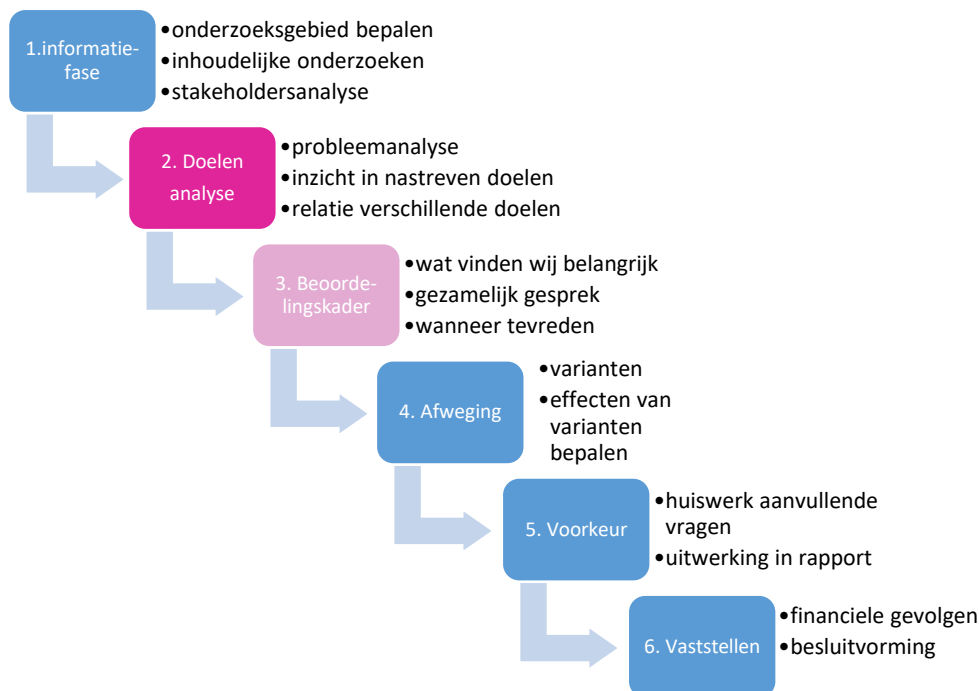 1.informatie-
fase
•onderzoeksgebied bepalen
•inhoudelijke onderzoeken
•stakeholdersanalyse
2. Doelen
analyse
•probleemanalyse
•inzicht in nastreven doelen
•relatie verschillende doelen
3. Beoorde-
lingskader
•wat vinden wij belangrijk
•gezamelijk gesprek
•wanneer tevreden
4. Afweging
•varianten
•effecten van
varianten
bepalen
5. Voorkeur
•huiswerk aanvullende
vragen
•uitwerking in rapport
6. Vaststellen
•financiele gevolgen
•besluitvorming